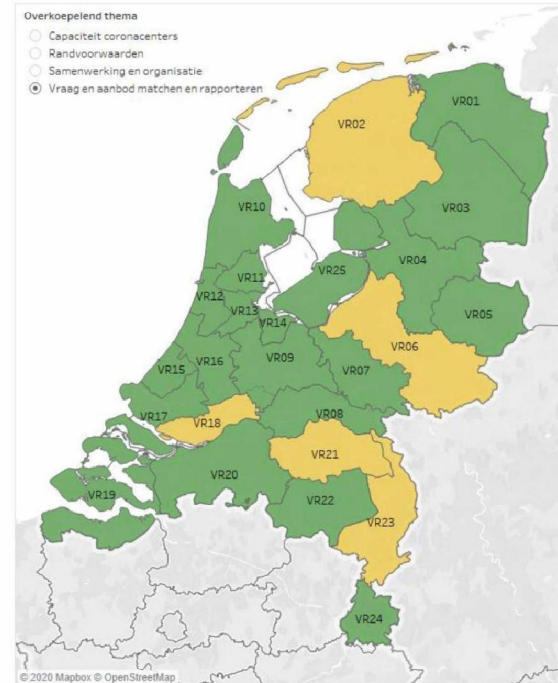 Overkoepelend thema
Capaciteit coronacenters
Randvoorwaarden
Samenwerking en organisatie
Vraag en aanbod matchen en rapporteren
VR01
VR02
VR03
VR10
VR04
VR25
VR11
VR12
VR13
VR14
VR05
VR06
VR09
VR16
VR15
VR07
VR17
VR18
VR08
VR21
VR20
VR19
VR22
VR23
VR24
© 2020 Mapbox © OpenStreetMap